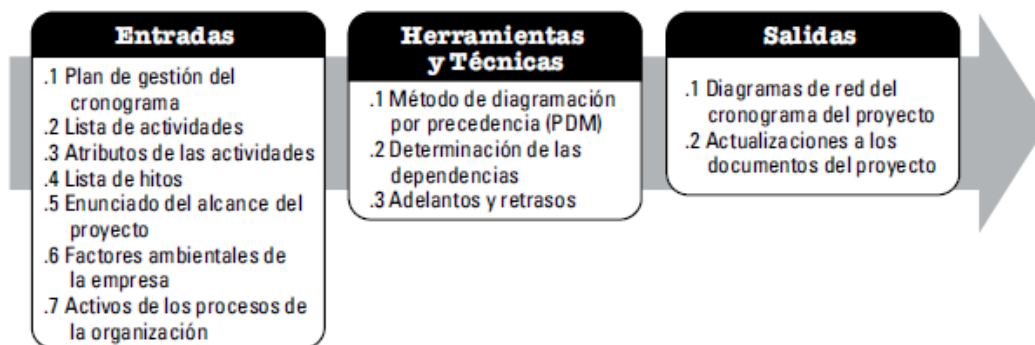 Entradas
.1 Plan de gestión del
cronograma
.2 Lista de actividades
.3 Atributos de las actividades
.4 Lista de hitos
.5 Enunciado del alcance del
proyecto
.6 Factores ambientales de
la empresa
.7 Activos de los procesos de
la organización
Herramientas
y Técnicas
.1 Método de diagramación
por precedencia (PDM)
.2 Determinación de las
dependencias
.3 Adelantos y retrasos
Salidas
.1 Diagramas de red del
cronograma del proyecto
.2 Actualizaciones a los
documentos del proyecto